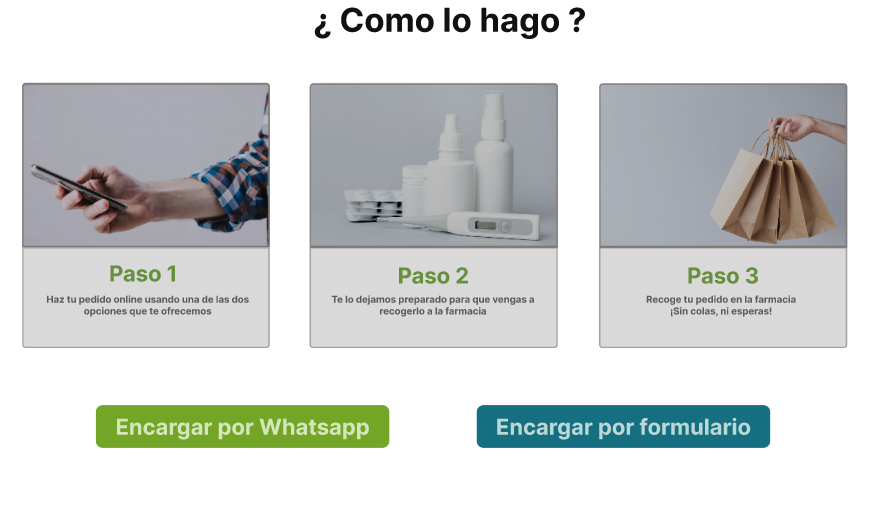 ¿ Como lo hago ?
Paso 1
Haz tu pedido online usando una de las dos
opciones que te ofrecemos
Paso 2
Te lo dejamos preparado para que vengas a
recogerlo a la farmacia
Paso 3
Recoge tu pedido en la farmacia
¡Sin colas, ni esperas!
Encargar por Whatsapp
Encargar por formulario